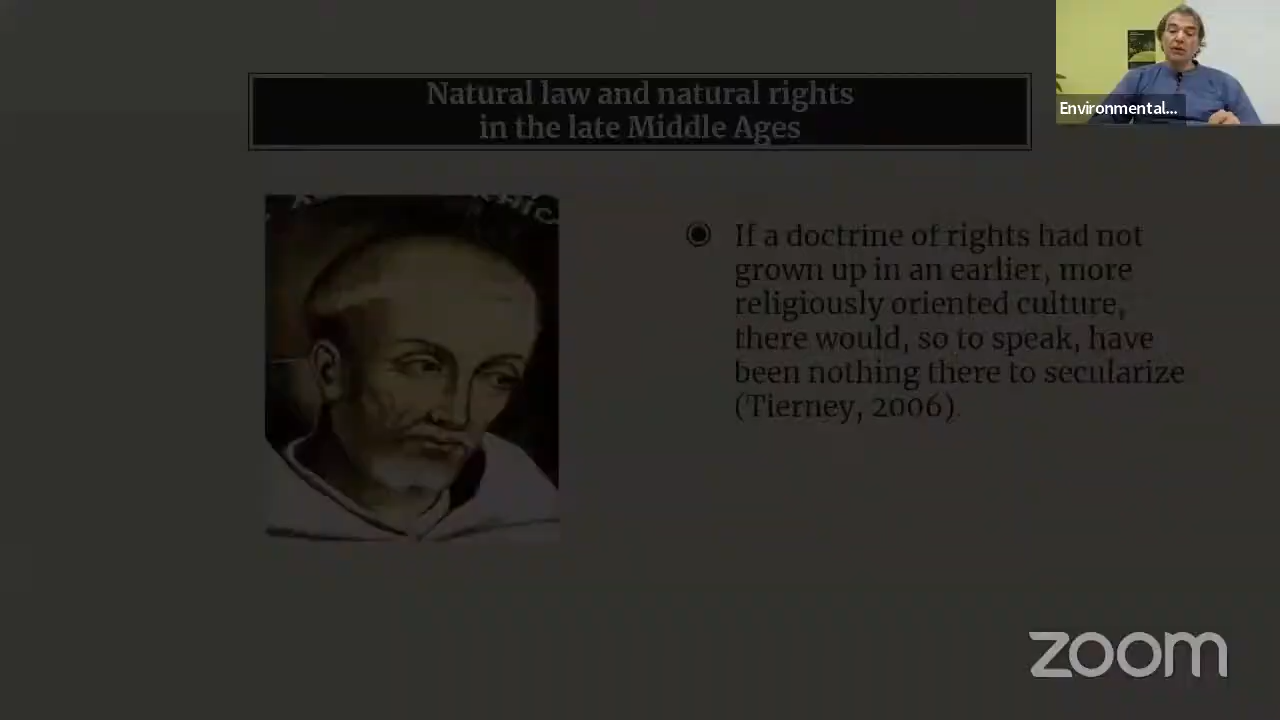 Natural law and natural rights
in the late Middle Ages
Environmental...
If a doctrine of rights had not
grown up in an earlier, more
religiously oriented culture,
there would, so to speak, have
been nothing there to secularize
(Tierney, 2006).
zoom